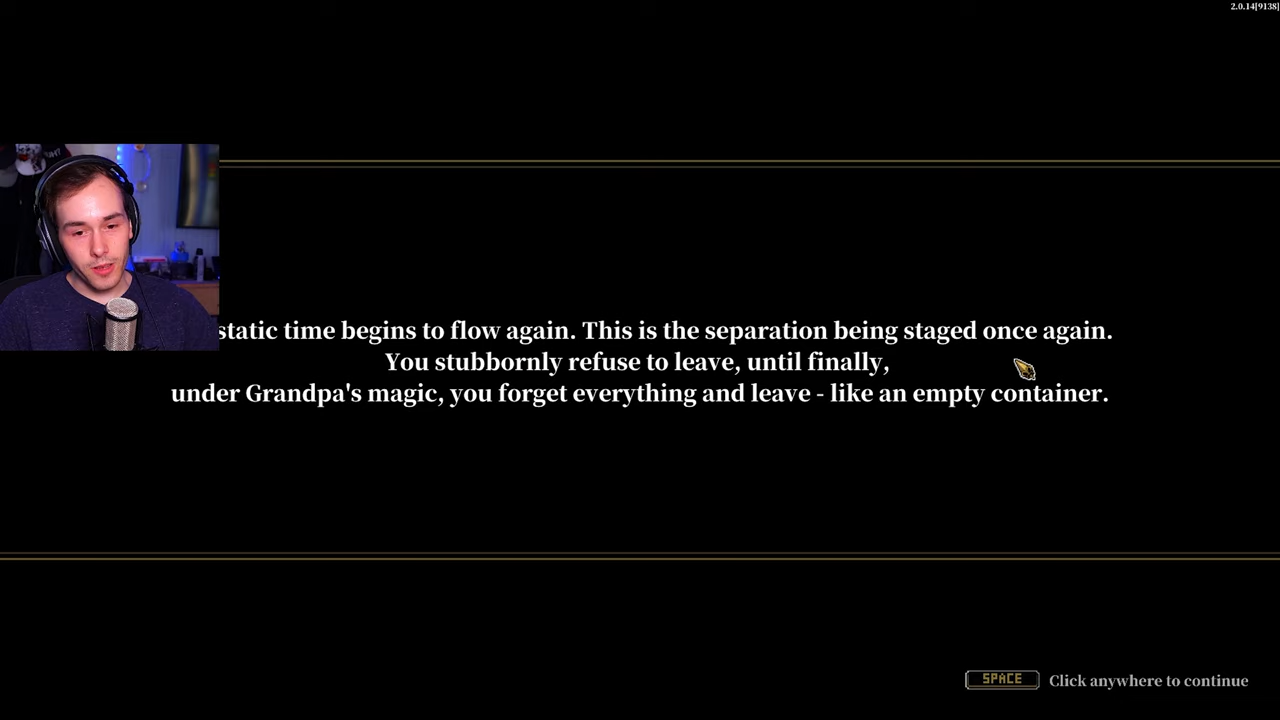 2.0.14[9138]
static time begins to flow again. This is the separation being staged once again.
You stubbornly refuse to leave, until finally,
under Grandpa's magic, you forget everything and leave - like an empty container.
SPACE Click anywhere to continue